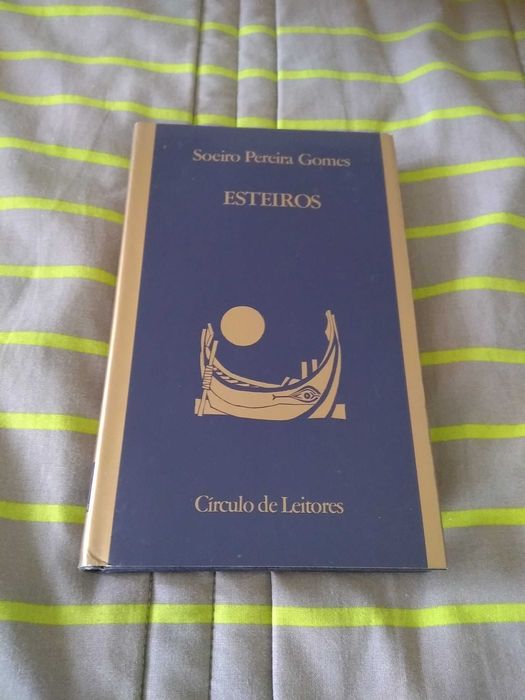 Soeiro Pereira Gomes
ESTEIROS
Círculo de Leitores